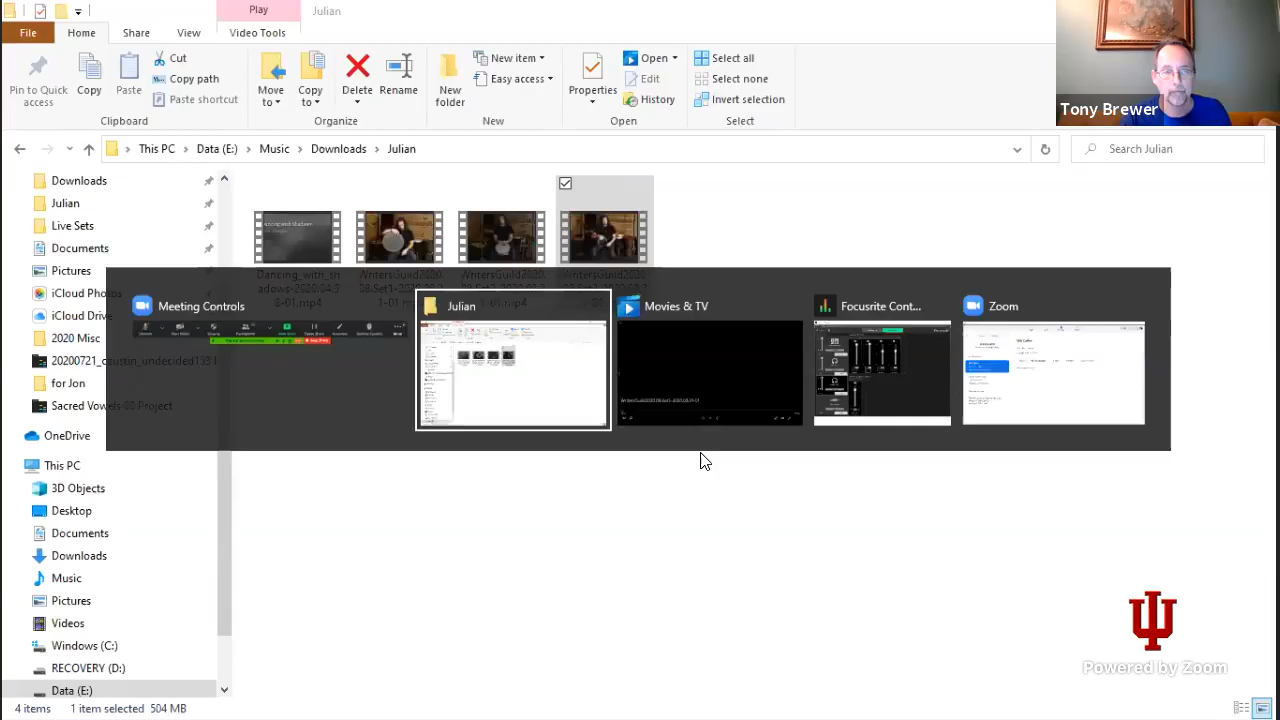 Play
Julian
File
Home
Share
View
Video Tools
Pin to Quick access
Copy
Paste
Cut
Copy path
Paste shortcut
Clipboard
Move to
Copy to
Delete
Rename
Organize
New folder
New item
Easy access
New
Properties
Open
Edit
History
Open
Select all
Select none
Invert selection
Select
Tony Brewer
This PC > Data (E:) > Music > Downloads > Julian
Search Julian
Downloads
Julian
Live Sets
Documents
Pictures
iCloud Photos
iCloud Drive
2020 Misc
for Jon
Sacred Vowels-00 Project
OneDrive
This PC
3D Objects
Desktop
Documents
Downloads
Music
Pictures
Videos
Windows (C:)
RECOVERY (D:)
Data (E:)
Meeting Controls
Julian
Movies & TV
Focusrite Cont...
Zoom
Powered by Zoom
4 items
1 item selected 504 MB